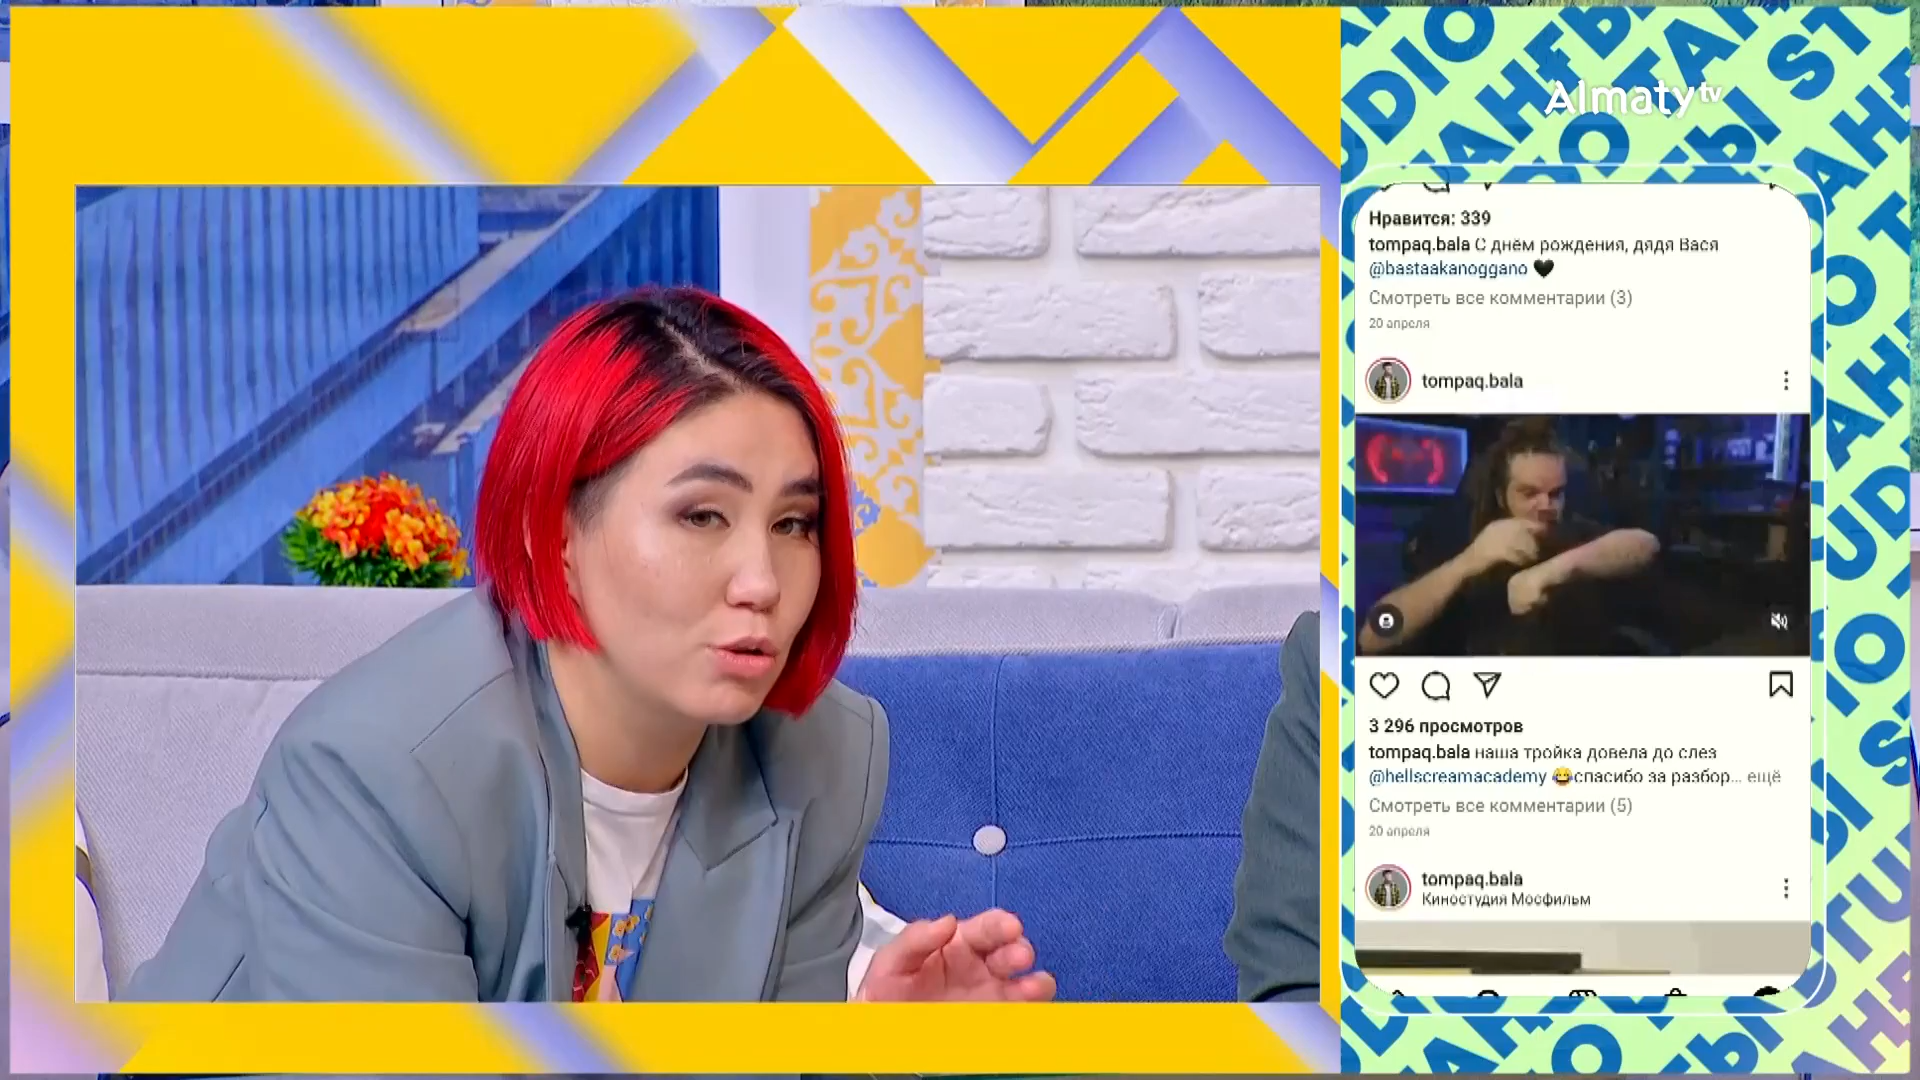 Almaty tv
Нравится: 339
tompaq.bala С днём рождения, дядя Вася
@bastaakanoggano 🖤
Смотреть все комментарии (3)
20 апреля
tompaq.bala
3 296 просмотров
tompaq.bala наша тройка довела до слез
@hellscreamacademy 😂спасибо за разбор... ещё
Смотреть все комментарии (5)
20 апреля
tompaq.bala
Киностудия Мосфильм